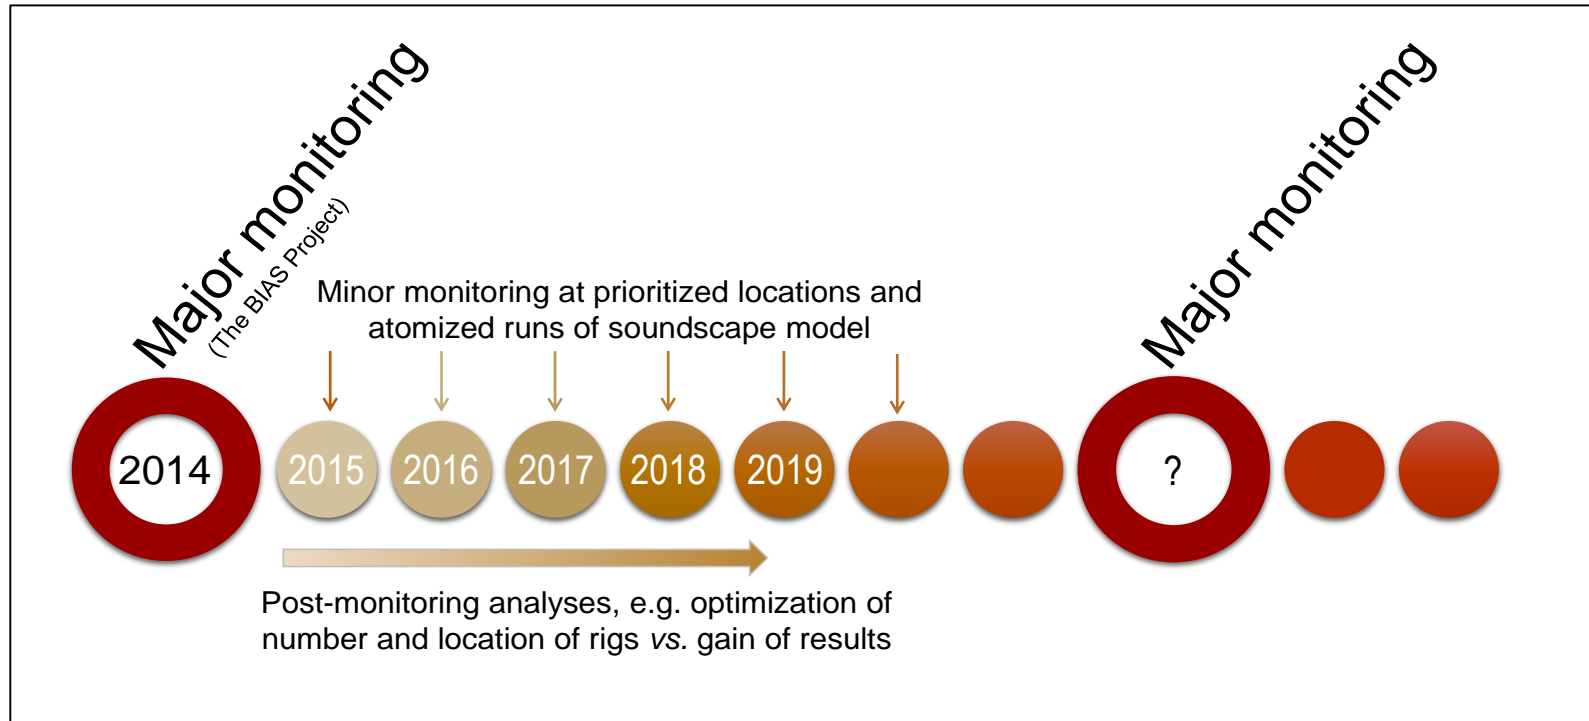 Major monitoring
(The BIAS Project)
Major monitoring
Minor monitoring at prioritized locations and
atomized runs of soundscape model
2014
2015
2016
2017
2018
2019
?
Post-monitoring analyses, e.g. optimization of
number and location of rigs vs. gain of results